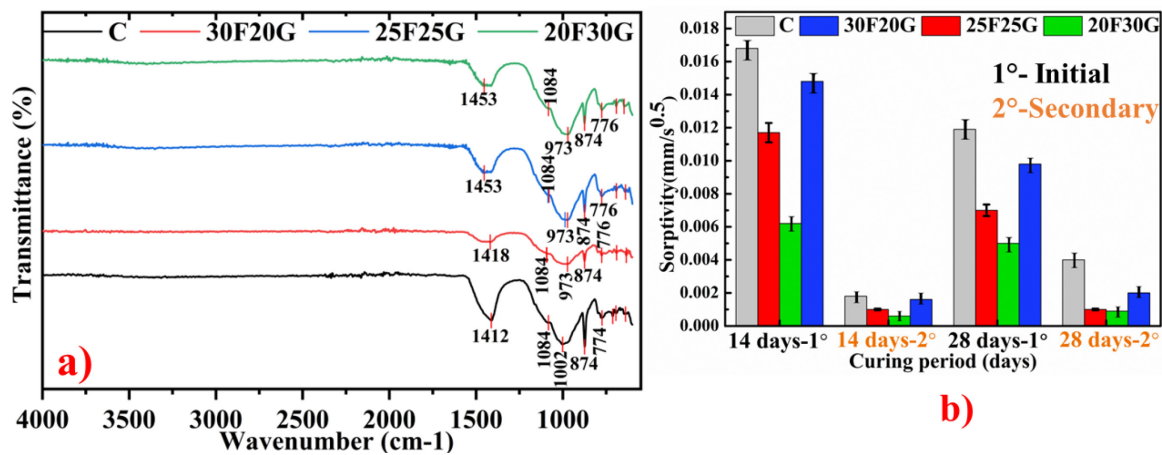 C 30F20G 25F25G 20F30G
Transmittance (%)
1453
1084
973
874
776
1453
1084
973
874
776
1418
1084
973
874
1412
1084
1002
874
774
a)
4000 3500 3000 2500 2000 1500 1000
Wavenumber (cm-1)
b)
C 30F20G 25F25G 20F30G
1°- Initial
2°-Secondary
Sorptivity(mm/s^0.5)
0.018
0.016
0.014
0.012
0.010
0.008
0.006
0.004
0.002
0.000
14 days-1° 14 days-2° 28 days-1° 28 days-2°
Curing period (days)
b)